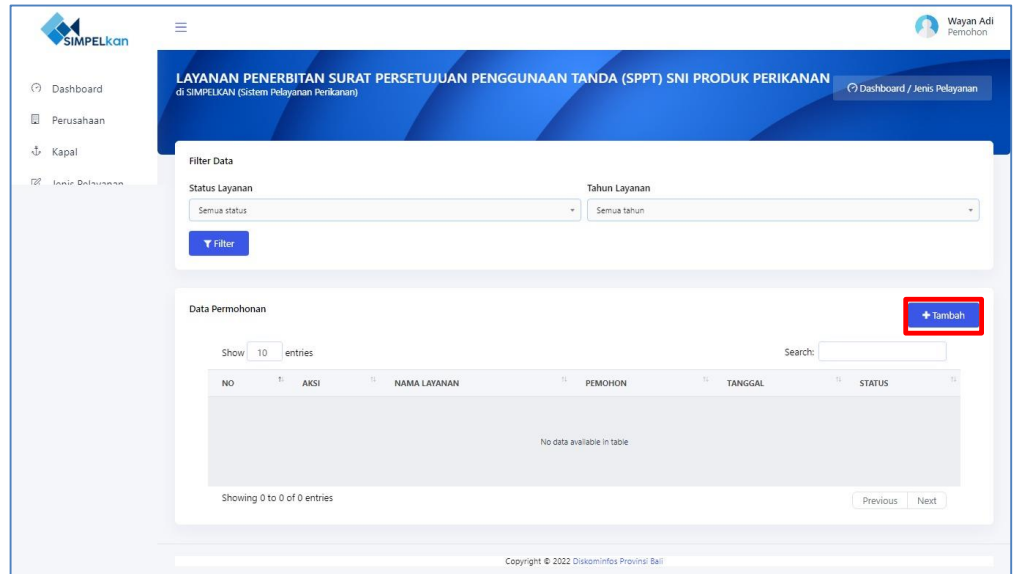 SIMPELkan
Wayan Adi
Pemohon
Dashboard
Perusahaan
Kapal
Jenis Pelayanan
LAYANAN PENERBITAN SURAT PERSETUJUAN PENGGUNAAN TANDA (SPPT) SNI PRODUK PERIKANAN
di SIMPELKAN (Sistem Pelayanan Perikanan)
Dashboard / Jenis Pelayanan
Filter Data
Status Layanan
Tahun Layanan
Semua status
Semua tahun
Filter
Data Permohonan
+ Tambah
Show 10 entries
Search:
NO AKSI NAMA LAYANAN PEMOHON TANGGAL STATUS
No data available in table
Showing 0 to 0 of 0 entries
Previous Next
Copyright © 2022 Diskominfos Provinsi Bali